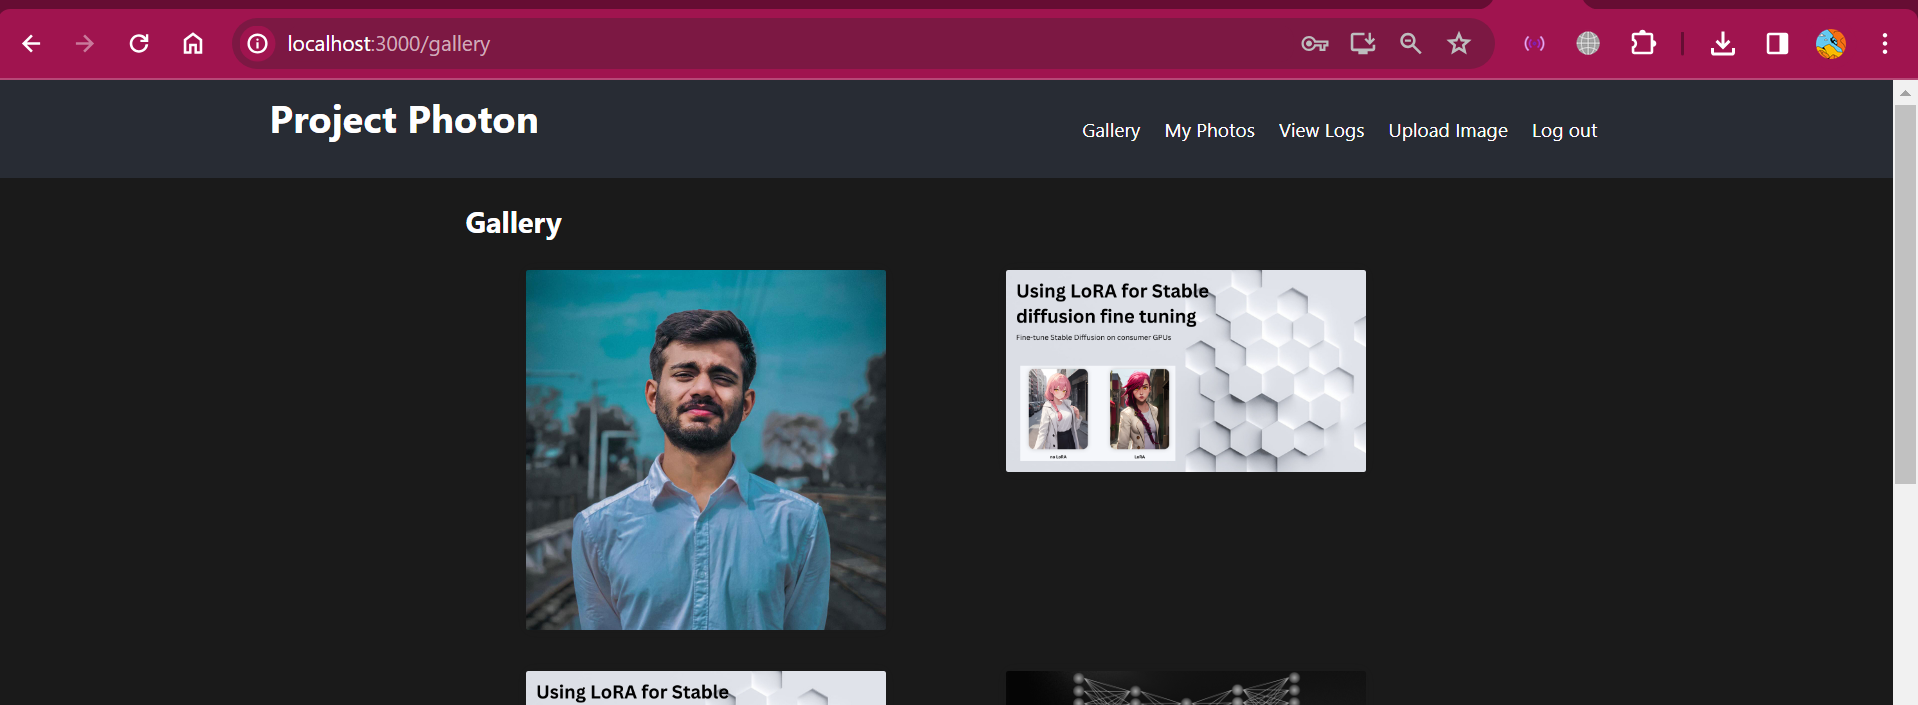 localhost:3000/gallery
Project Photon
Gallery My Photos View Logs Upload Image Log out
Gallery
Using LoRA for Stable
diffusion fine tuning
Fine-tune Stable Diffusion on consumer GPUs
no LoRA
LoRA
Using LoRA for Stable